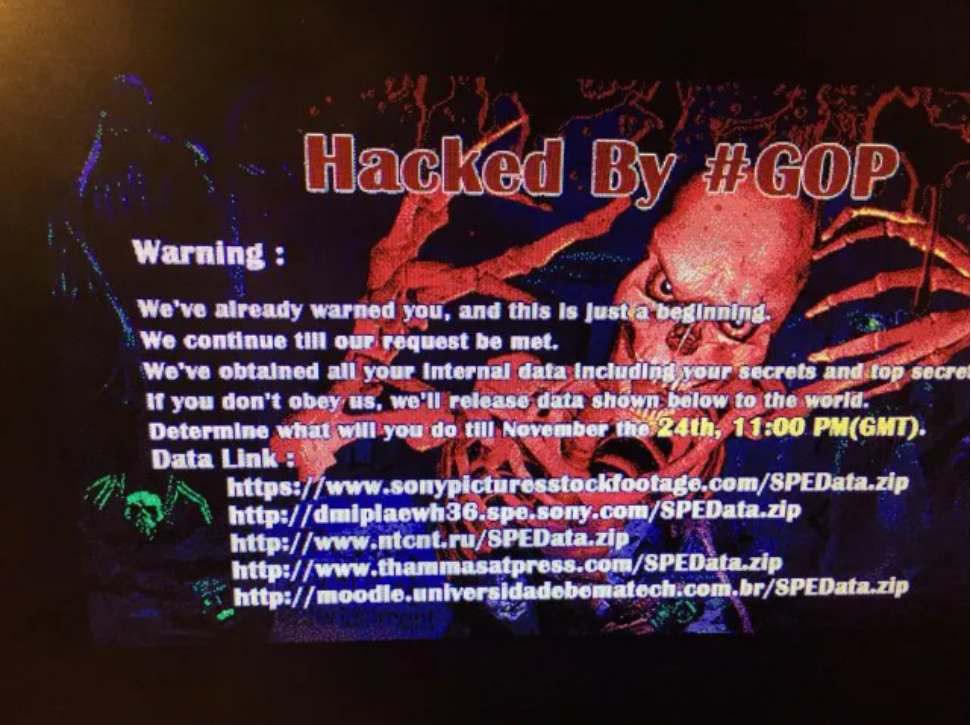 Hacked By #GOP
Warning :
We've already warned you, and this is just a beginning.
We continue till our request be met.
We've obtained all your internal data including your secrets and top
If you don't obey us, we'll release data shown below to the world.
Determine what will you do till November the 24th, 11:00 PM(GMT).
Data Link :
https://www.sonypicturesstockfootage.com/SPEData.zip
http://dmiplaewh36.spe.sony.com/SPEData.zip
http://www.ntcnt.ru/SPEData.zip
http://www.thammasatpress.com/SPEData.zip
http://moodle.universidadebematech.com.br/SPEData.zip